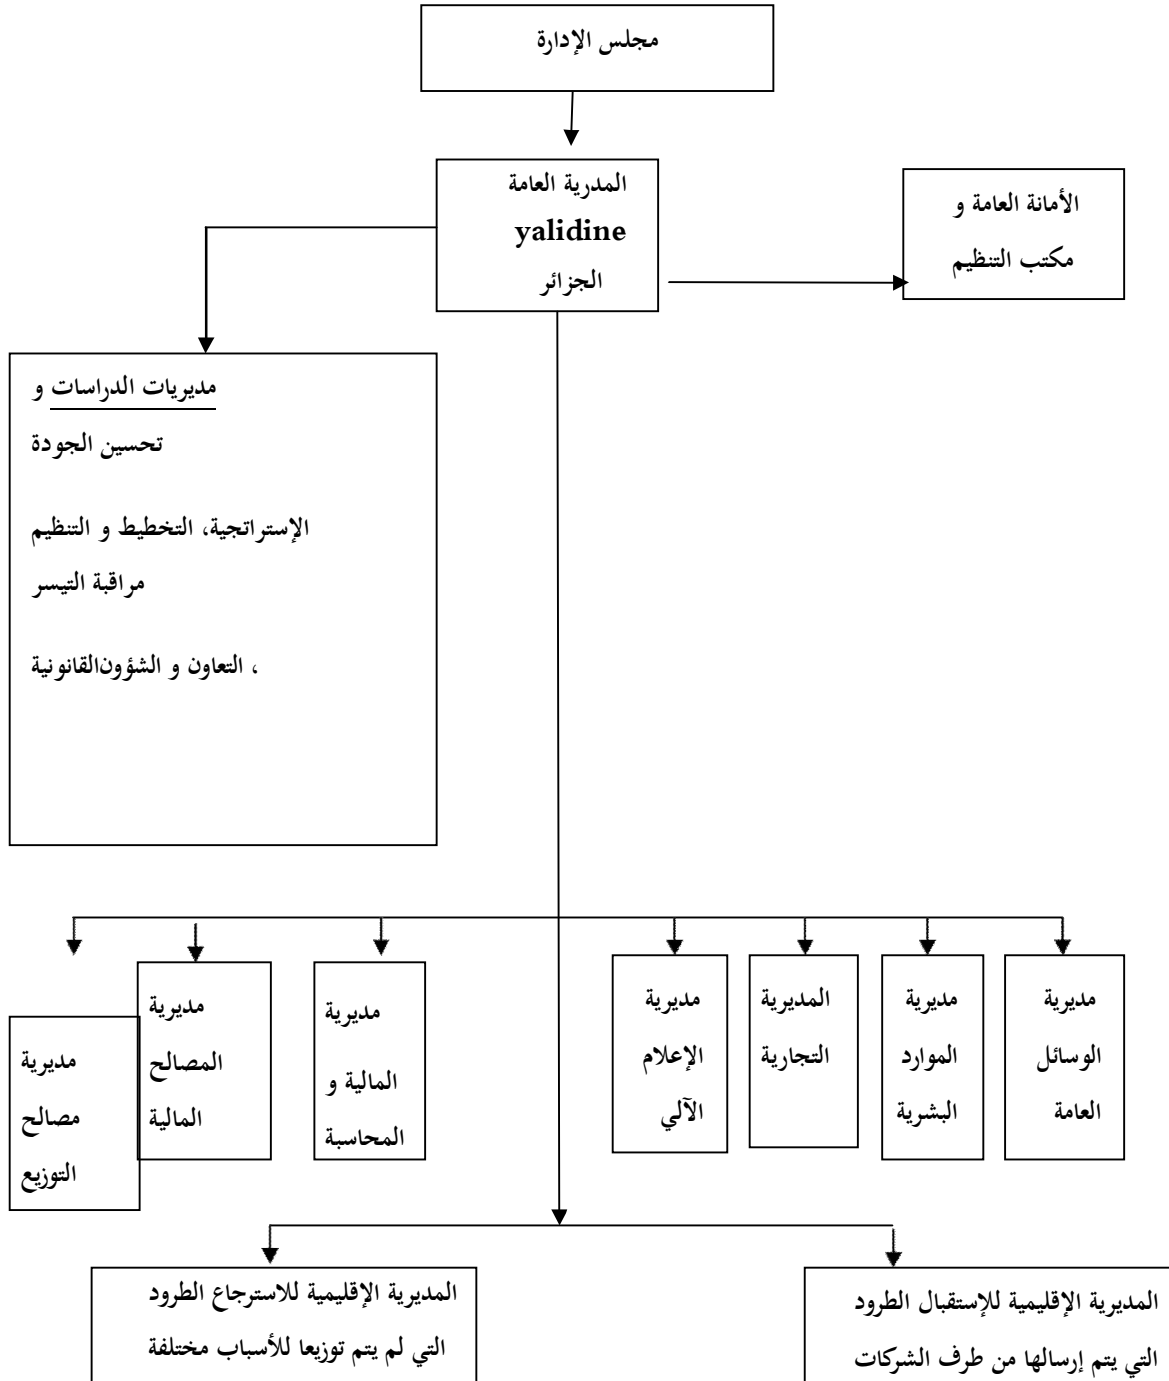 مجلس الإدارة
المدرية العامة
yalidine
الجزائر
الأمانة العامة و
مكتب التنظيم
مديريات الدراسات و
تحسين الجودة
الإستراتجية، التخطيط و التنظيم
مراقبة التيسر
، التعاون و الشؤونالقانونية
مديرية
الوسائل
العامة
مديرية
الموارد
البشرية
المديرية
التجارية
مديرية
الإعلام
الآلي
مديرية
المالية و
المحاسبة
مديرية
المصالح
المالية
مديرية
مصالح
التوزيع
المديرية الإقليمية للإستقبال الطرود
التي يتم إرسالها من طرف الشركات
المديرية الإقليمية للاسترجاع الطرود
التي لم يتم توزيعا للأسباب مختلفة